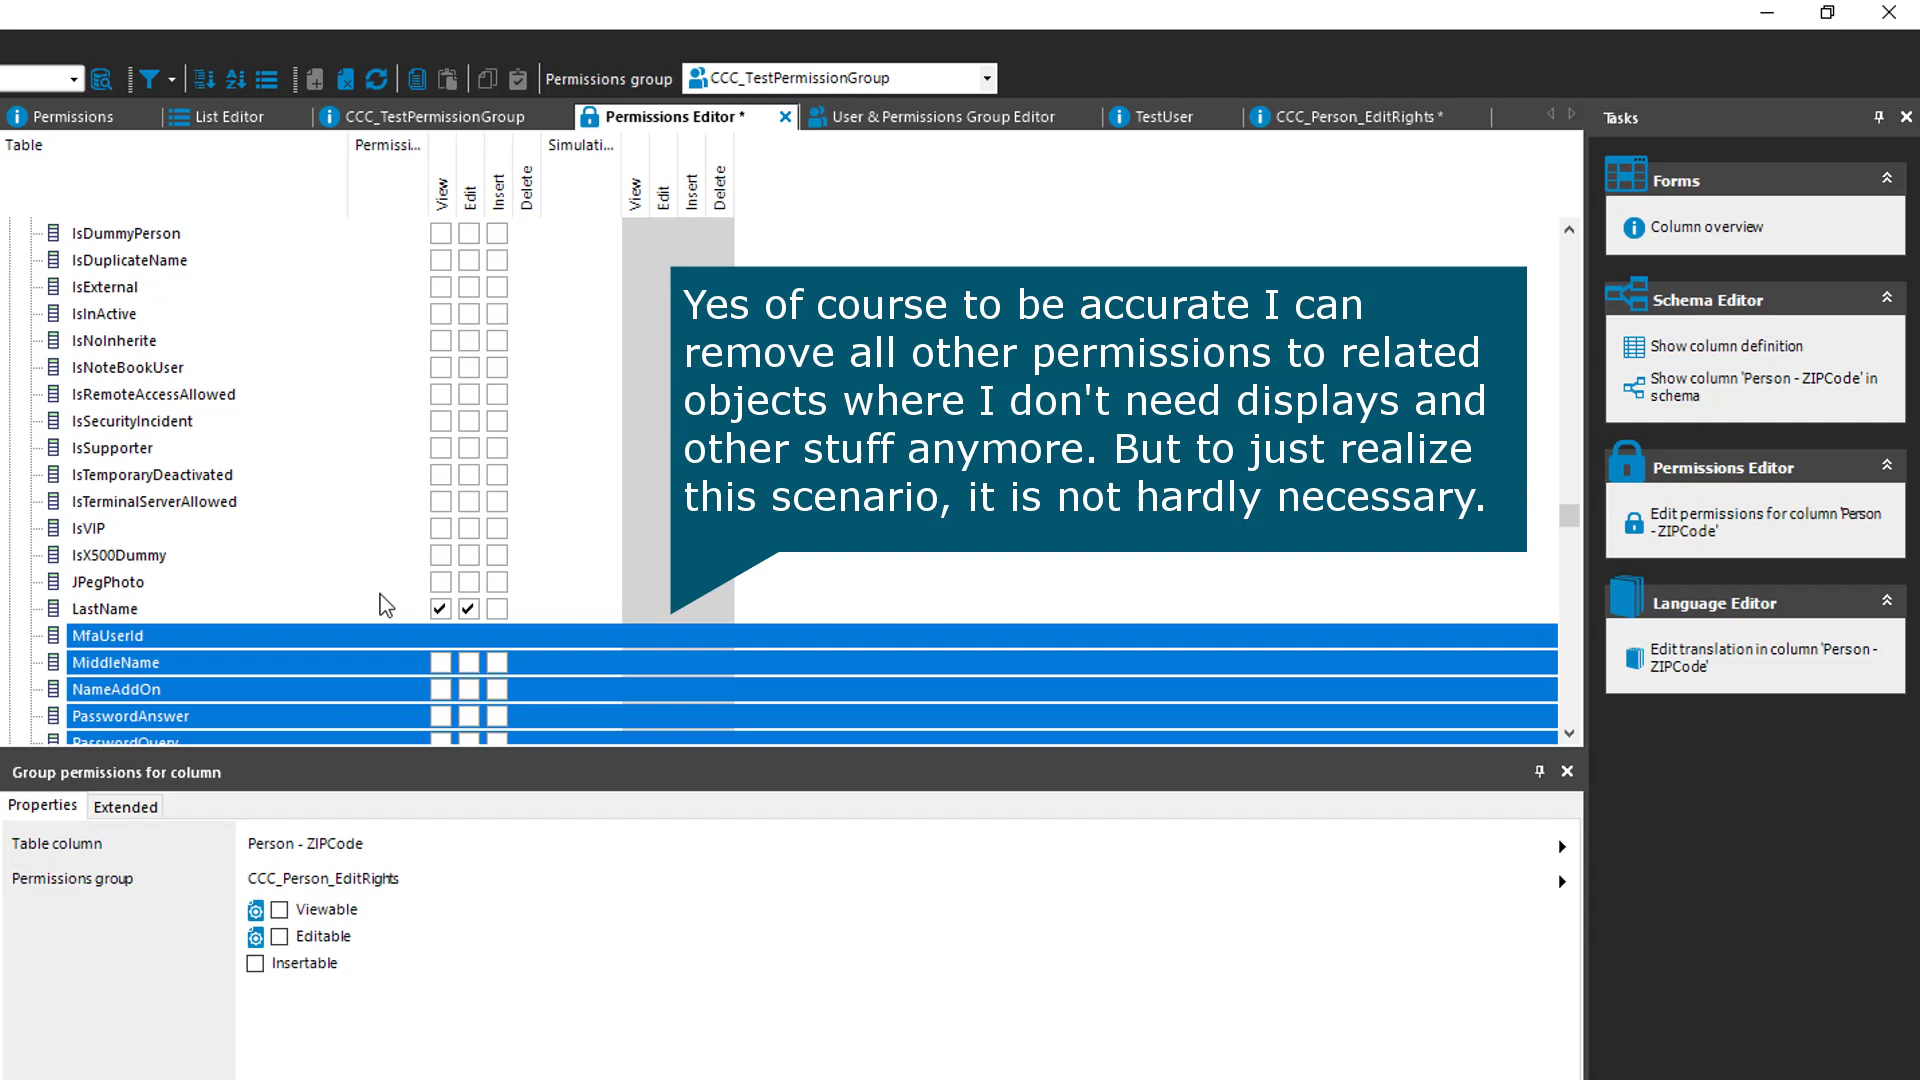 Permissions group
CCC_TestPermissionGroup
Permissions
List Editor
CCC_TestPermissionGroup
Permissions Editor *
User & Permissions Group Editor
TestUser
CCC_Person_EditRights *
Tasks
Table
Permissi...
View
Edit
Insert
Delete
Simulati...
View
Edit
Insert
Delete
IsDummyPerson
IsDuplicateName
IsExternal
IsInActive
IsNoInherite
IsNoteBookUser
IsRemoteAccessAllowed
IsSecurityIncident
IsSupporter
IsTemporaryDeactivated
IsTerminalServerAllowed
IsVIP
IsX500Dummy
JPegPhoto
LastName
MfaUserId
MiddleName
NameAddOn
PasswordAnswer
PasswordQuery
Yes of course to be accurate I can
remove all other permissions to related
objects where I don't need displays and
other stuff anymore. But to just realize
this scenario, it is not hardly necessary.
Forms
Column overview
Schema Editor
Show column definition
Show column 'Person - ZIPCode' in
schema
Permissions Editor
Edit permissions for column 'Person
- ZIPCode'
Language Editor
Edit translation in column 'Person -
ZIPCode'
Group permissions for column
Properties
Extended
Table column
Person - ZIPCode
Permissions group
CCC_Person_EditRights
Viewable
Editable
Insertable